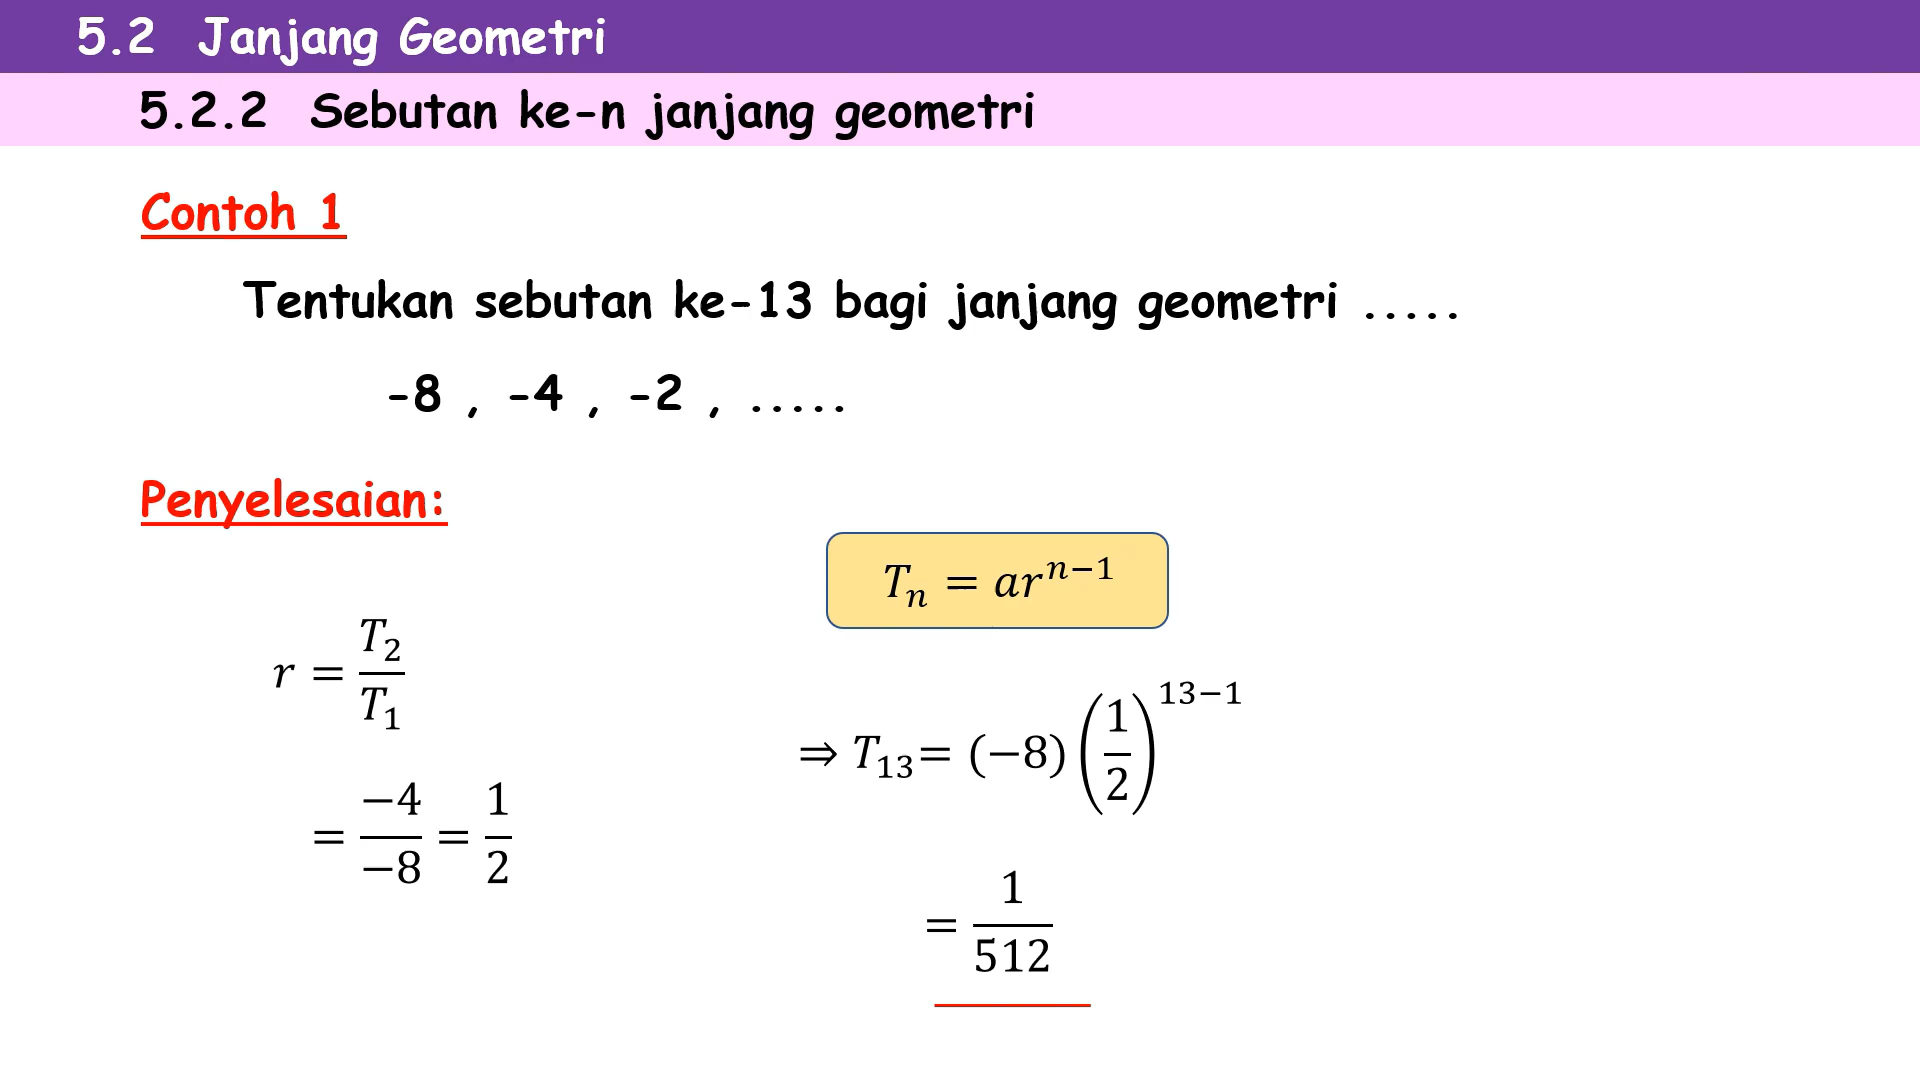 5.2 Janjang Geometri
5.2.2 Sebutan ke-n janjang geometri
Contoh 1
Tentukan sebutan ke-13 bagi janjang geometri .....
-8 , -4 , -2 , .....
Penyelesaian:
T_n = ar^{n−1}
r = T_2/T_1
⇒ T_{13} = (−8)(1/2)^{13−1}
= −4/−8 = 1/2
= 1/512